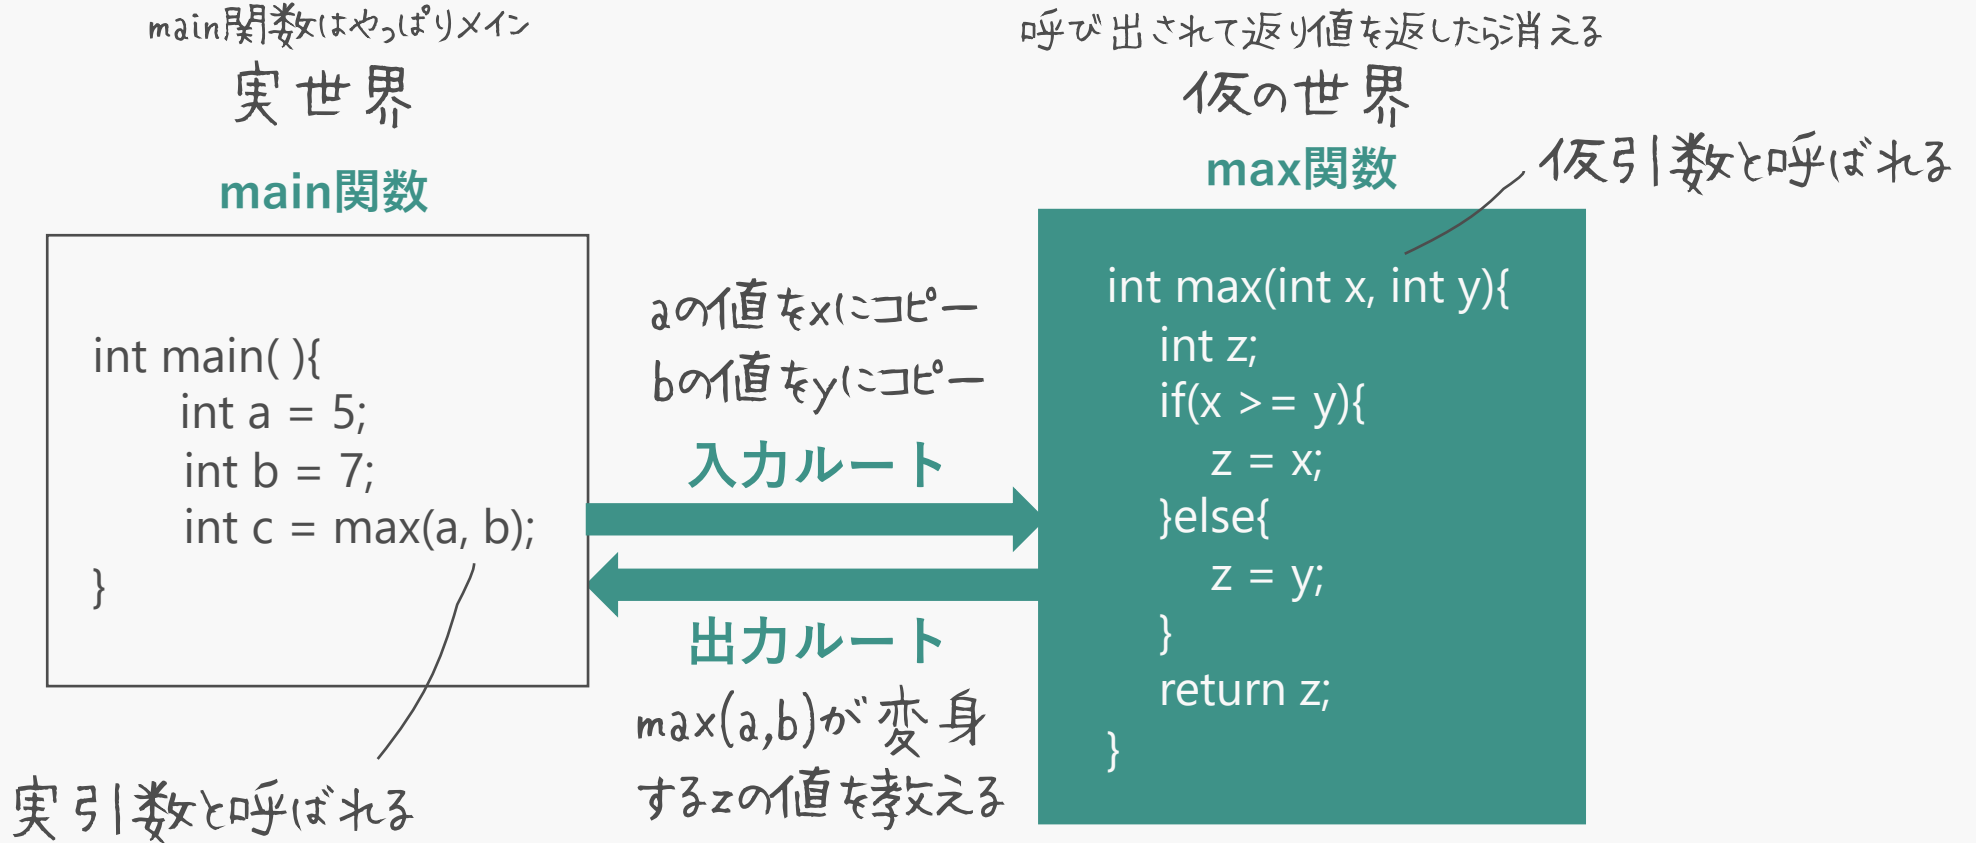 main関数はやっぱりメイン
実世界
main関数
int main( ){
int a = 5;
int b = 7;
int c = max(a, b);
}
実引数と呼ばれる
aの値をxにコピー
bの値をyにコピー
入力ルート
出力ルート
max(a,b)が変身
するzの値を教える
呼び出されて返り値を返したら消える
仮の世界
max関数
仮引数と呼ばれる
int max(int x, int y){
int z;
if(x >= y){
z = x;
}else{
z = y;
}
return z;
}